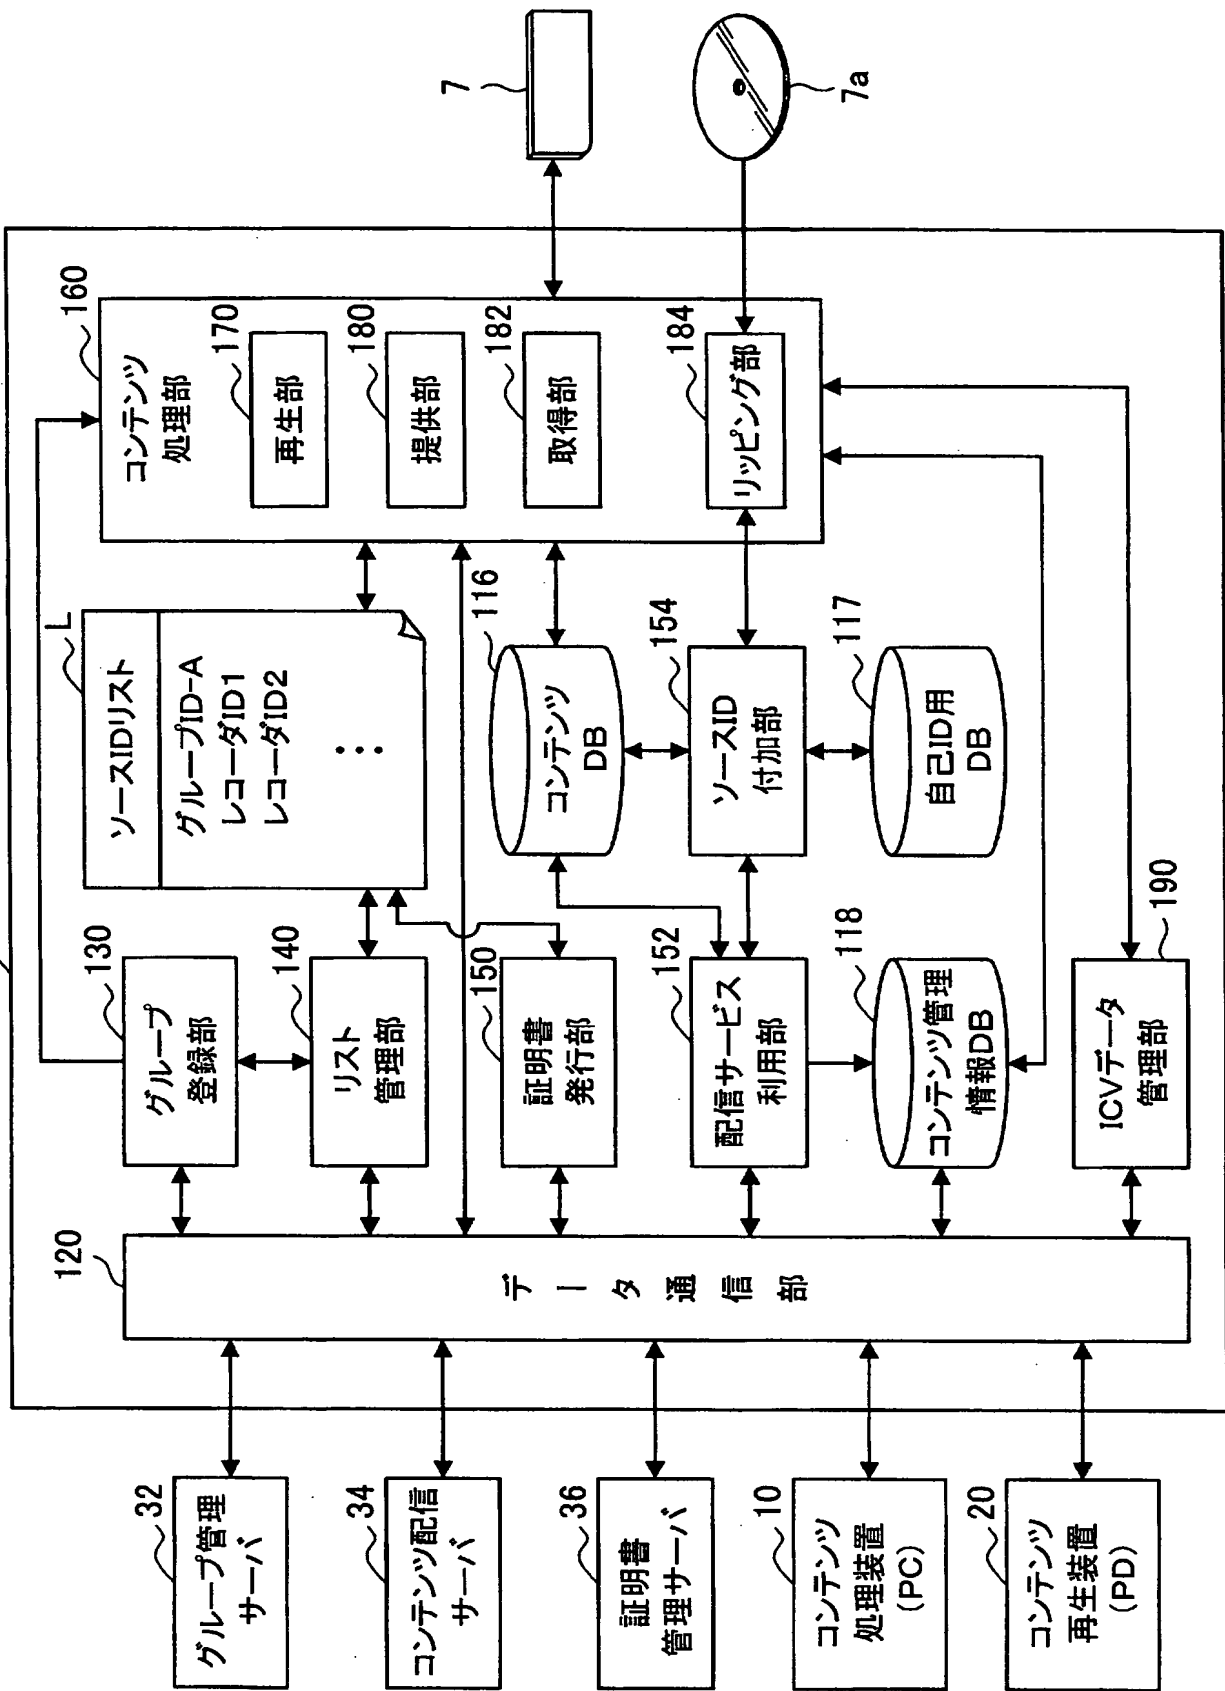 32
グループ管理
サーバ
34
コンテンツ配信
サーバ
36
証明書
管理サーバ
10
コンテンツ
処理装置
(PC)
20
コンテンツ
再生装置
(PD)
120
データ通信部
130
グループ
登録部
140
リスト
管理部
150
証明書
発行部
152
配信サービス
利用部
118
コンテンツ管理
情報DB
190
ICVデータ
管理部
L
ソースIDリスト
グループID-A
レコーダID1
レコーダID2
⋮
116
コンテンツ
DB
154
ソースID
付加部
117
自己ID用
DB
160
コンテンツ
処理部
170
再生部
180
提供部
182
取得部
184
リッピング部
7
7a